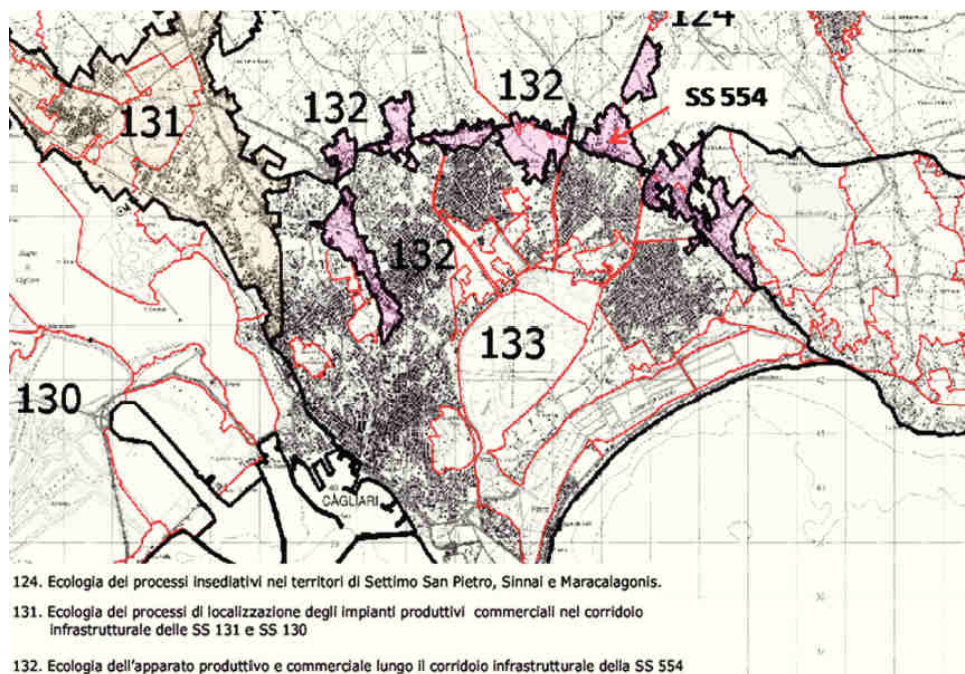 124
132
132
SS 554
131
132
133
130
CAGLIARI
124. Ecologia dei processi insediativi nei territori di Settimo San Pietro, Sinnai e Maracalagonis.
131. Ecologia dei processi di localizzazione degli impianti produttivi commerciali nel corridoio
infrastrutturale delle SS 131 e SS 130
132. Ecologia dell'apparato produttivo e commerciale lungo il corridoio infrastrutturale della SS 554